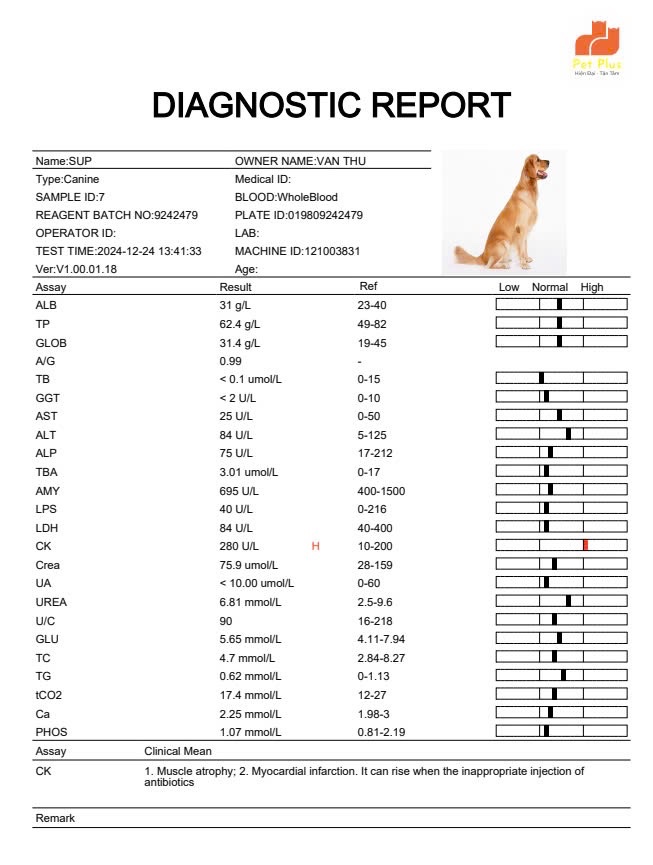 Pet Plus
Hiện Đại - Tận Tâm
DIAGNOSTIC REPORT
Name:SUP OWNER NAME:VAN THU
Type:Canine Medical ID:
SAMPLE ID:7 BLOOD:WholeBlood
REAGENT BATCH NO:9242479 PLATE ID:019809242479
OPERATOR ID: LAB:
TEST TIME:2024-12-24 13:41:33 MACHINE ID:121003831
Ver:V1.00.01.18 Age:
Assay Result Ref Low Normal High
ALB 31 g/L 23-40
TP 62.4 g/L 49-82
GLOB 31.4 g/L 19-45
A/G 0.99 -
TB < 0.1 umol/L 0-15
GGT < 2 U/L 0-10
AST 25 U/L 0-50
ALT 84 U/L 5-125
ALP 75 U/L 17-212
TBA 3.01 umol/L 0-17
AMY 695 U/L 400-1500
LPS 40 U/L 0-216
LDH 84 U/L 40-400
CK 280 U/L H 10-200
Crea 75.9 umol/L 28-159
UA < 10.00 umol/L 0-60
UREA 6.81 mmol/L 2.5-9.6
U/C 90 16-218
GLU 5.65 mmol/L 4.11-7.94
TC 4.7 mmol/L 2.84-8.27
TG 0.62 mmol/L 0-1.13
tCO2 17.4 mmol/L 12-27
Ca 2.25 mmol/L 1.98-3
PHOS 1.07 mmol/L 0.81-2.19
Assay Clinical Mean
CK 1. Muscle atrophy; 2. Myocardial infarction. It can rise when the inappropriate injection of
antibiotics
Remark